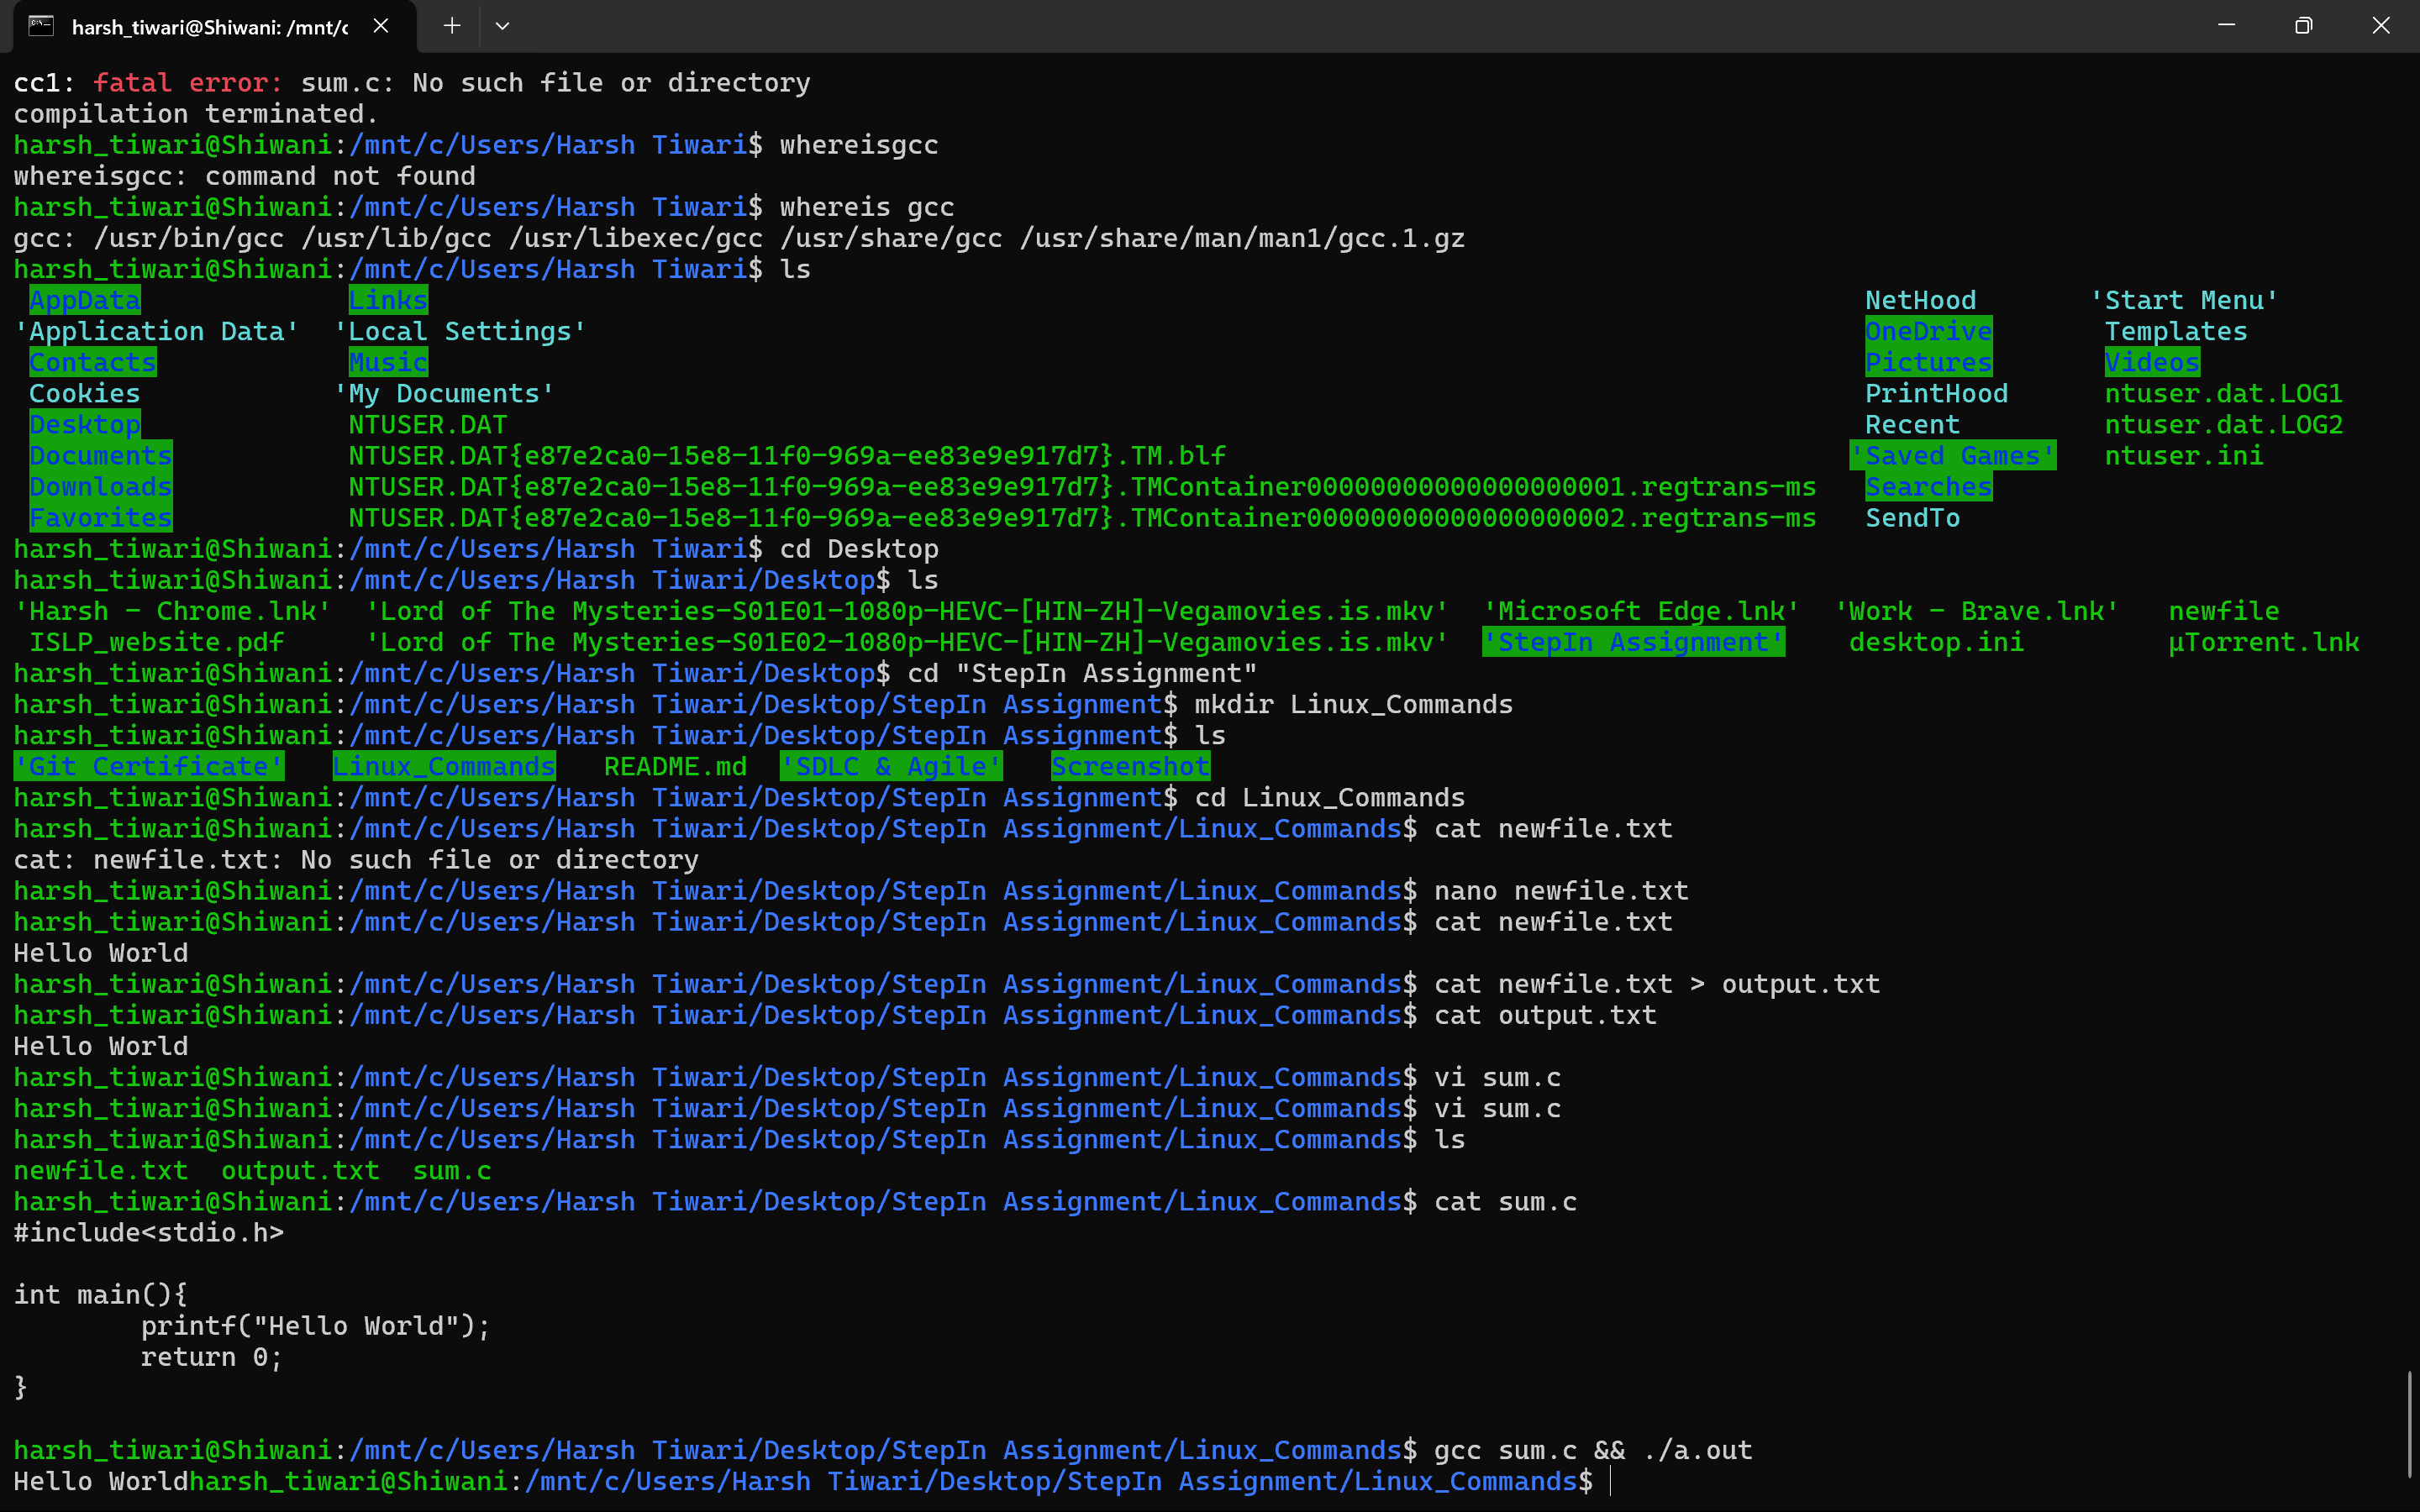 harsh_tiwari@Shiwani: /mnt/c
cc1: fatal error: sum.c: No such file or directory
compilation terminated.
harsh_tiwari@Shiwani:/mnt/c/Users/Harsh Tiwari$ whereisgcc
whereisgcc: command not found
harsh_tiwari@Shiwani:/mnt/c/Users/Harsh Tiwari$ whereis gcc
gcc: /usr/bin/gcc /usr/lib/gcc /usr/libexec/gcc /usr/share/gcc /usr/share/man/man1/gcc.1.gz
harsh_tiwari@Shiwani:/mnt/c/Users/Harsh Tiwari$ ls
AppData Links NetHood 'Start Menu'
'Application Data' 'Local Settings' OneDrive Templates
Contacts Music Pictures Videos
Cookies 'My Documents' PrintHood ntuser.dat.LOG1
Desktop NTUSER.DAT Recent ntuser.dat.LOG2
Documents NTUSER.DAT{e87e2ca0-15e8-11f0-969a-ee83e9e917d7}.TM.blf 'Saved Games' ntuser.ini
Downloads NTUSER.DAT{e87e2ca0-15e8-11f0-969a-ee83e9e917d7}.TMContainer00000000000000000001.regtrans-ms Searches
Favorites NTUSER.DAT{e87e2ca0-15e8-11f0-969a-ee83e9e917d7}.TMContainer00000000000000000002.regtrans-ms SendTo
harsh_tiwari@Shiwani:/mnt/c/Users/Harsh Tiwari$ cd Desktop
harsh_tiwari@Shiwani:/mnt/c/Users/Harsh Tiwari/Desktop$ ls
'Harsh - Chrome.lnk' 'Lord of The Mysteries-S01E01-1080p-HEVC-[HIN-ZH]-Vegamovies.is.mkv' 'Microsoft Edge.lnk' 'Work - Brave.lnk' newfile
ISLP_website.pdf 'Lord of The Mysteries-S01E02-1080p-HEVC-[HIN-ZH]-Vegamovies.is.mkv' 'StepIn Assignment' desktop.ini µTorrent.lnk
harsh_tiwari@Shiwani:/mnt/c/Users/Harsh Tiwari/Desktop$ cd "StepIn Assignment"
harsh_tiwari@Shiwani:/mnt/c/Users/Harsh Tiwari/Desktop/StepIn Assignment$ mkdir Linux_Commands
harsh_tiwari@Shiwani:/mnt/c/Users/Harsh Tiwari/Desktop/StepIn Assignment$ ls
'Git Certificate' Linux_Commands README.md 'SDLC & Agile' Screenshot
harsh_tiwari@Shiwani:/mnt/c/Users/Harsh Tiwari/Desktop/StepIn Assignment$ cd Linux_Commands
harsh_tiwari@Shiwani:/mnt/c/Users/Harsh Tiwari/Desktop/StepIn Assignment/Linux_Commands$ cat newfile.txt
cat: newfile.txt: No such file or directory
harsh_tiwari@Shiwani:/mnt/c/Users/Harsh Tiwari/Desktop/StepIn Assignment/Linux_Commands$ nano newfile.txt
harsh_tiwari@Shiwani:/mnt/c/Users/Harsh Tiwari/Desktop/StepIn Assignment/Linux_Commands$ cat newfile.txt
Hello World
harsh_tiwari@Shiwani:/mnt/c/Users/Harsh Tiwari/Desktop/StepIn Assignment/Linux_Commands$ cat newfile.txt > output.txt
harsh_tiwari@Shiwani:/mnt/c/Users/Harsh Tiwari/Desktop/StepIn Assignment/Linux_Commands$ cat output.txt
Hello World
harsh_tiwari@Shiwani:/mnt/c/Users/Harsh Tiwari/Desktop/StepIn Assignment/Linux_Commands$ vi sum.c
harsh_tiwari@Shiwani:/mnt/c/Users/Harsh Tiwari/Desktop/StepIn Assignment/Linux_Commands$ vi sum.c
harsh_tiwari@Shiwani:/mnt/c/Users/Harsh Tiwari/Desktop/StepIn Assignment/Linux_Commands$ ls
newfile.txt output.txt sum.c
harsh_tiwari@Shiwani:/mnt/c/Users/Harsh Tiwari/Desktop/StepIn Assignment/Linux_Commands$ cat sum.c
#include<stdio.h>
int main(){
printf("Hello World");
return 0;
}
harsh_tiwari@Shiwani:/mnt/c/Users/Harsh Tiwari/Desktop/StepIn Assignment/Linux_Commands$ gcc sum.c && ./a.out
Hello Worldharsh_tiwari@Shiwani:/mnt/c/Users/Harsh Tiwari/Desktop/StepIn Assignment/Linux_Commands$